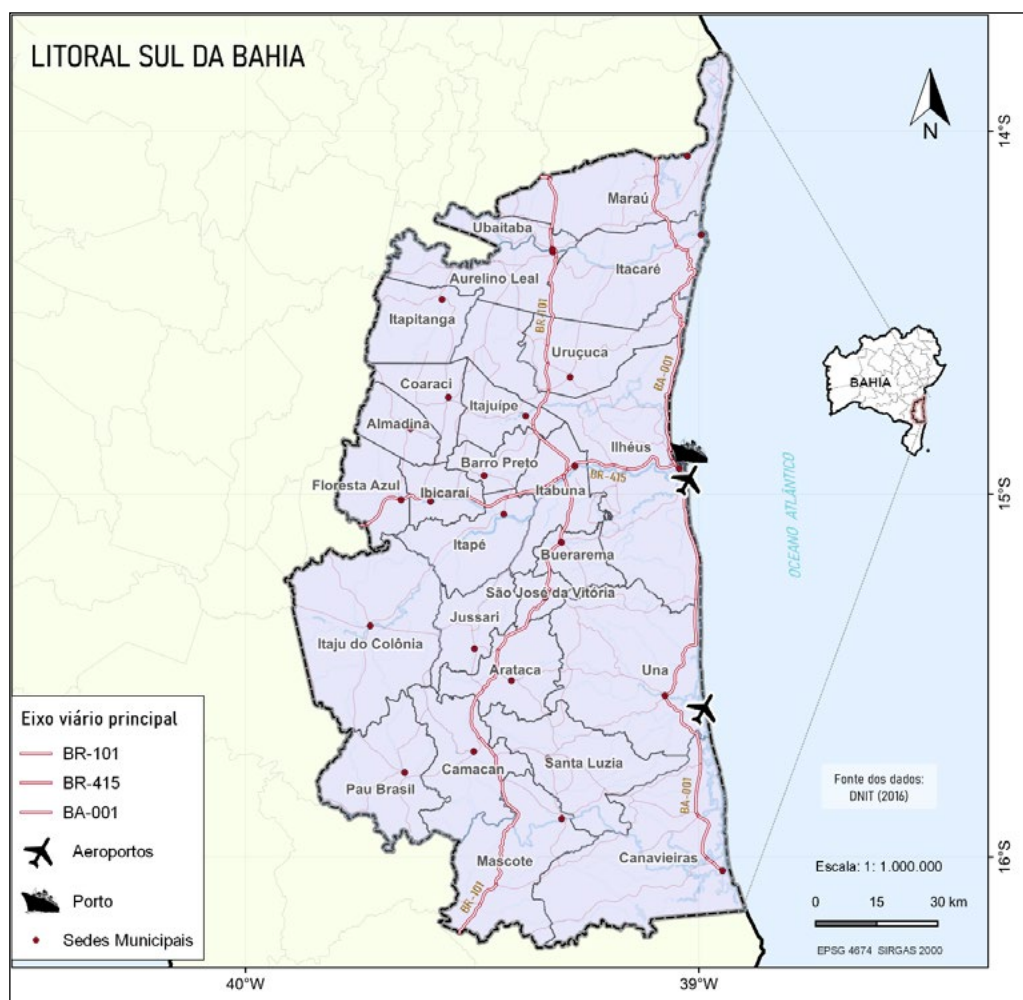 LITORAL SUL DA BAHIA
N
14°S
Maraú
Ubaitaba
Itacaré
Aurelino Leal
BR-101
Itapitanga
Uruçuca
BA-001
BAHIA
Coaraci
Itajuípe
Almadina
Ilhéus
Barro Preto
BR-415
Floresta Azul
Ibicaraí
Itabuna
15°S
OCEANO ATLÂNTICO
Itapé
Buerarema
São José da Vitória
Jussari
Itaju do Colônia
Arataca
Una
Santa Luzia
Camacan
Pau Brasil
BA-001
Mascote
Canavieiras
BR-101
16°S
Eixo viário principal
BR-101
BR-415
BA-001
Aeroportos
Porto
Sedes Municipais
Fonte dos dados:
DNIT (2016)
Escala: 1: 1.000.000
0 15 30 km
EPSG 4674 SIRGAS 2000
40°W
39°W